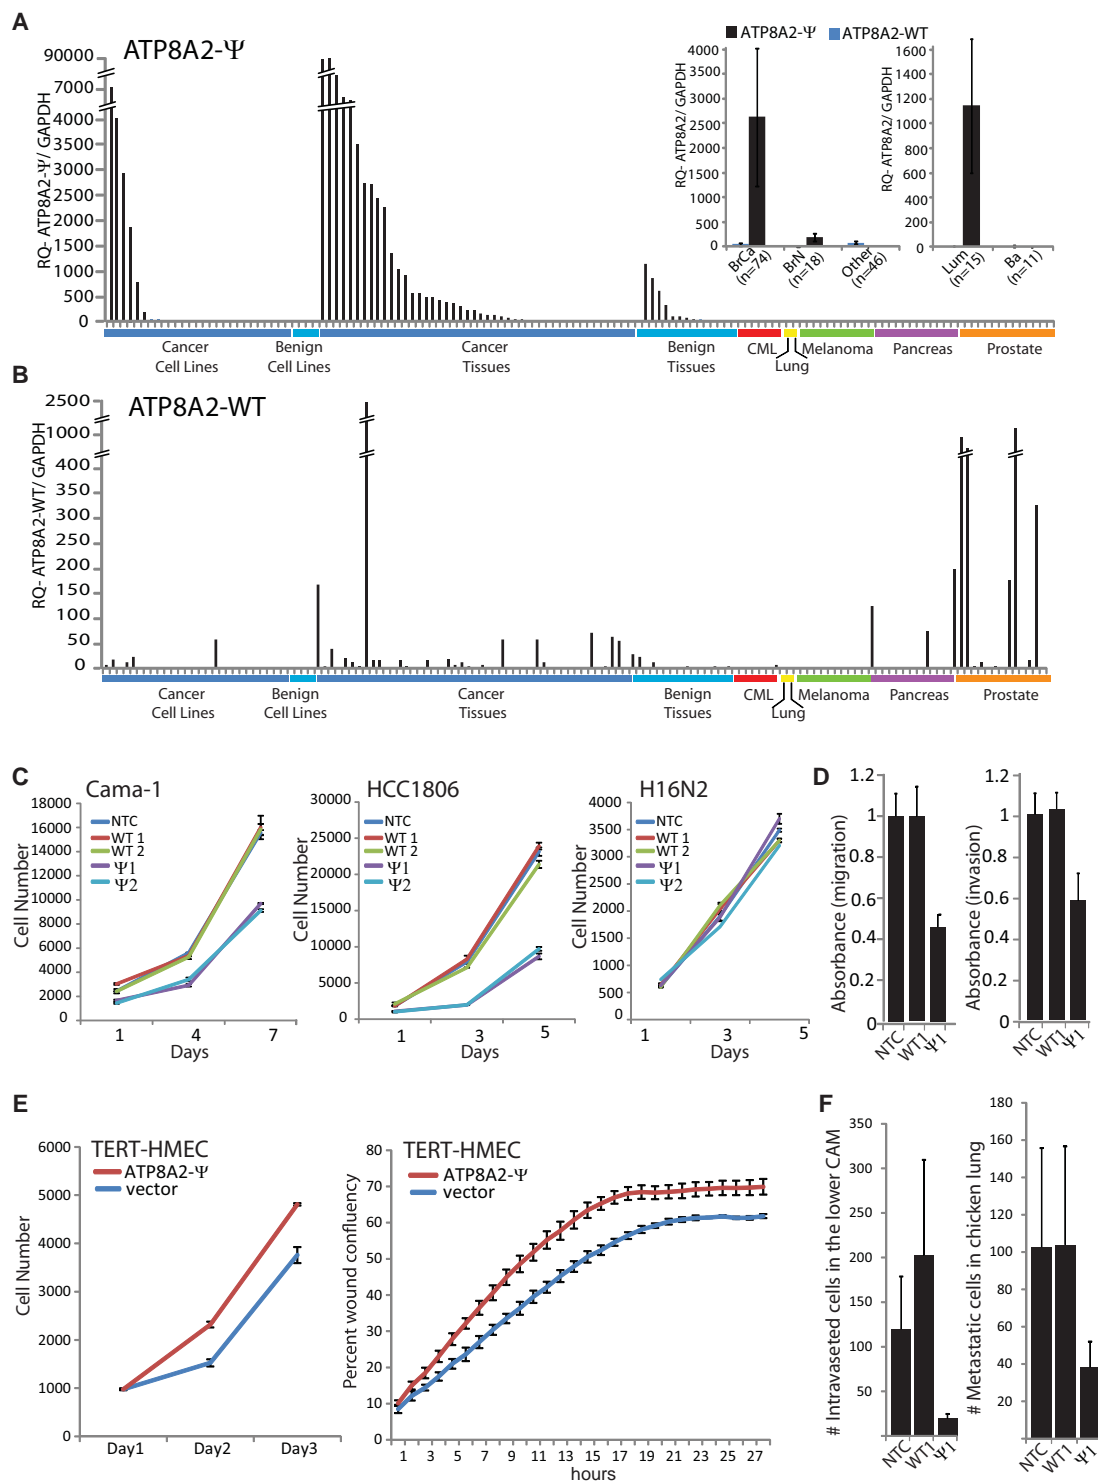 A
ATP8A2-Ψ
RQ- ATP8A2-Ψ/ GAPDH
90000
7000
4000
3000
2500
2000
1500
1000
500
0
Cancer
Cell Lines
Benign
Cell Lines
Cancer
Tissues
Benign
Tissues
CML
Lung
Melanoma
Pancreas
Prostate
ATP8A2-Ψ
ATP8A2-WT
RQ- ATP8A2/ GAPDH
4000
3500
3000
2500
2000
1500
1000
500
0
BrCa
(n=74)
BrN
(n=18)
Other
(n=46)
RQ- ATP8A2/ GAPDH
1600
1400
1200
1000
800
600
400
200
0
Lum
(n=15)
Ba
(n=11)
B
ATP8A2-WT
RQ- ATP8A2-WT/ GAPDH
2500
1000
400
350
300
200
150
100
50
0
Cancer
Cell Lines
Benign
Cell Lines
Cancer
Tissues
Benign
Tissues
CML
Lung
Melanoma
Pancreas
Prostate
C
Cama-1
Cell Number
18000
16000
14000
12000
10000
8000
6000
4000
2000
0
NTC
WT 1
WT 2
Ψ1
Ψ2
1
4
7
Days
HCC1806
Cell Number
30000
25000
20000
15000
10000
5000
0
NTC
WT 1
WT 2
Ψ1
Ψ2
1
3
5
Days
H16N2
Cell Number
4000
3500
3000
2500
2000
1500
1000
500
0
NTC
WT 1
WT 2
Ψ1
Ψ2
1
3
5
Days
D
Absorbance (migration)
1.2
1
0.8
0.6
0.4
0.2
0
NTC
WT1
Ψ1
Absorbance (invasion)
1.2
1
0.8
0.6
0.4
0.2
0
NTC
WT1
Ψ1
E
TERT-HMEC
ATP8A2-Ψ
vector
Cell Number
6000
5000
4000
3000
2000
1000
0
Day1
Day2
Day3
TERT-HMEC
ATP8A2-Ψ
vector
Percent wound confluency
80
70
60
50
40
30
20
10
0
1
3
5
7
9
11
13
15
17
19
21
23
25
27
hours
F
# Intravaseted cells in the lower CAM
350
300
250
200
150
100
50
NTC
WT1
Ψ1
# Metastatic cells in chicken lung
180
160
140
120
100
80
60
40
20
NTC
WT1
Ψ1